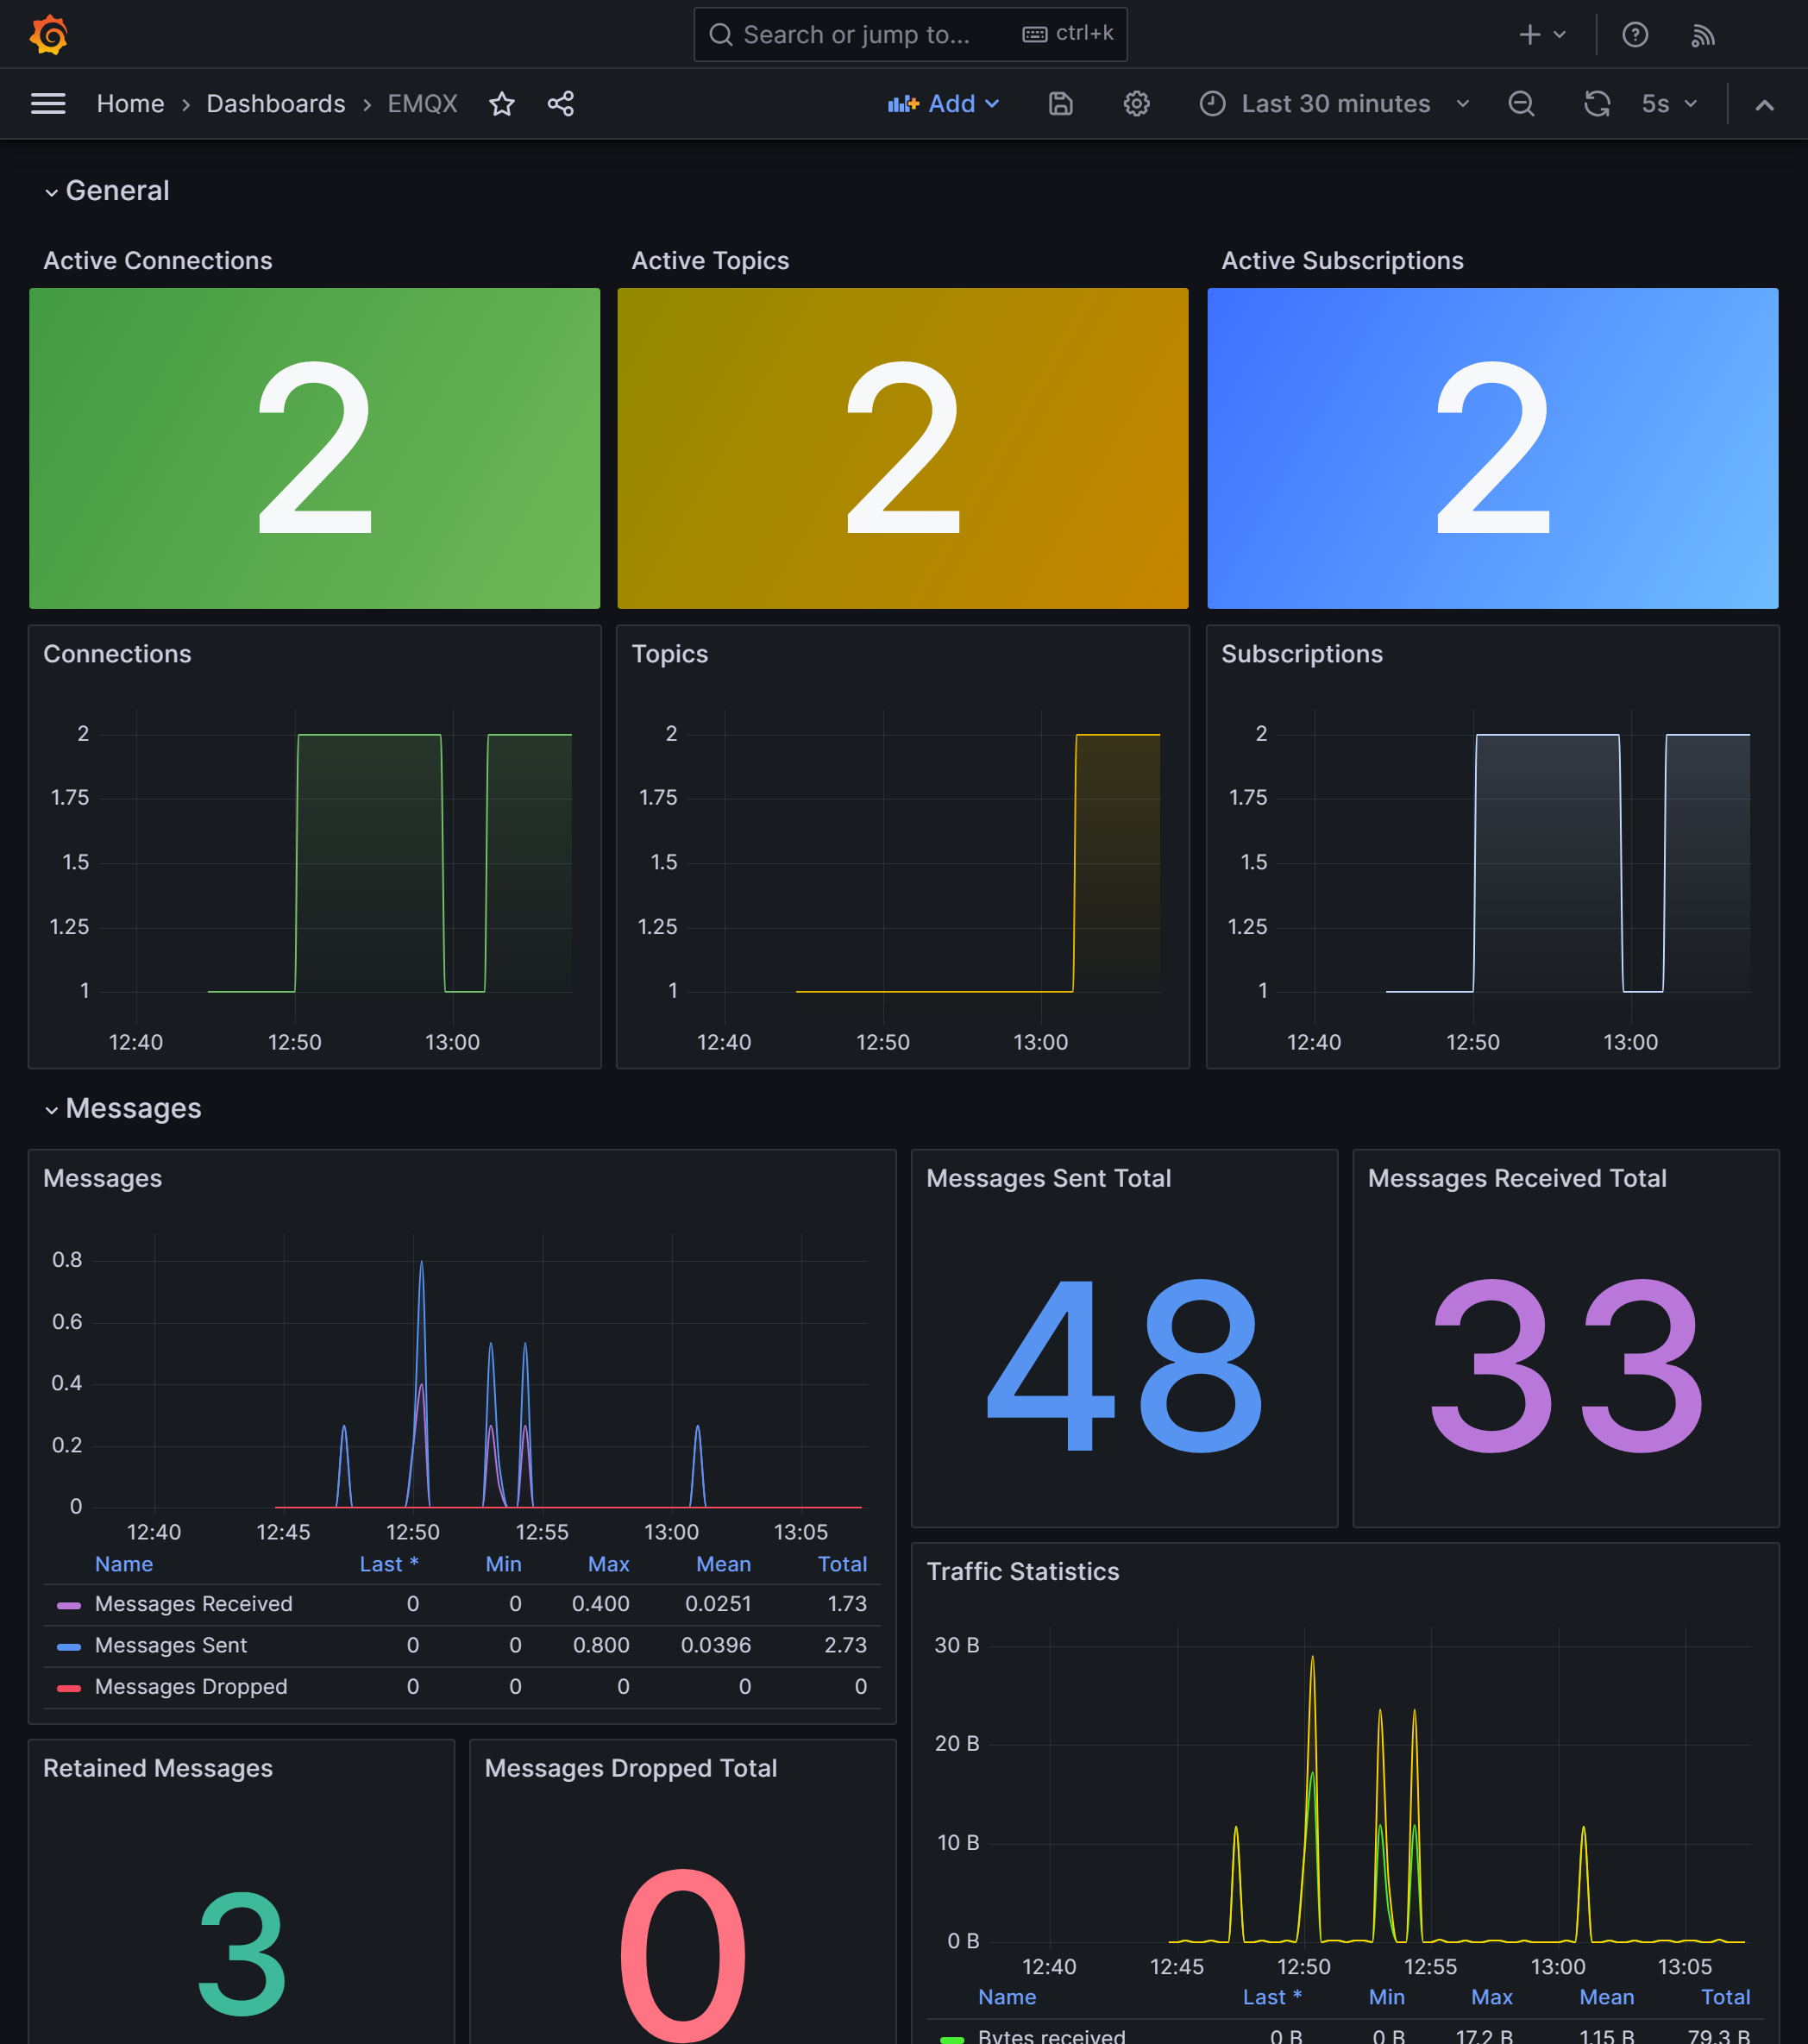 Search or jump to... ctrl+k
Home › Dashboards › EMQX Add Last 30 minutes 5s
General
Active Connections
2
Active Topics
2
Active Subscriptions
2
Connections
2
1.75
1.5
1.25
1
12:40 12:50 13:00
Topics
2
1.75
1.5
1.25
1
12:40 12:50 13:00
Subscriptions
2
1.75
1.5
1.25
1
12:40 12:50 13:00
Messages
Messages
0.8
0.6
0.4
0.2
0
12:40 12:45 12:50 12:55 13:00 13:05
Name Last * Min Max Mean Total
Messages Received 0 0 0.400 0.0251 1.73
Messages Sent 0 0 0.800 0.0396 2.73
Messages Dropped 0 0 0 0 0
Messages Sent Total
48
Messages Received Total
33
Traffic Statistics
30 B
20 B
10 B
0 B
12:40 12:45 12:50 12:55 13:00 13:05
Name Last * Min Max Mean Total
Bytes received 0 B 0 B 17.2 B 1.15 B 79.3 B
Retained Messages
3
Messages Dropped Total
0